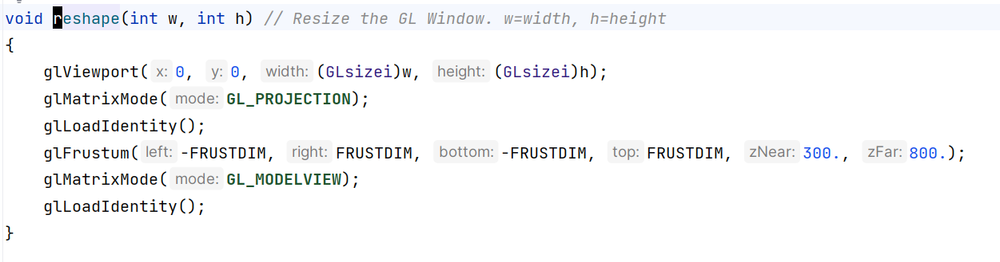 void reshape(int w, int h) // Resize the GL Window. w=width, h=height
{
    glViewport( x: 0, y: 0, width: (GLsizei)w, height: (GLsizei)h);
    glMatrixMode( mode: GL_PROJECTION);
    glLoadIdentity();
    glFrustum( left: -FRUSTDIM, right: FRUSTDIM, bottom: -FRUSTDIM, top: FRUSTDIM, zNear: 300., zFar: 800.);
    glMatrixMode( mode: GL_MODELVIEW);
    glLoadIdentity();
}